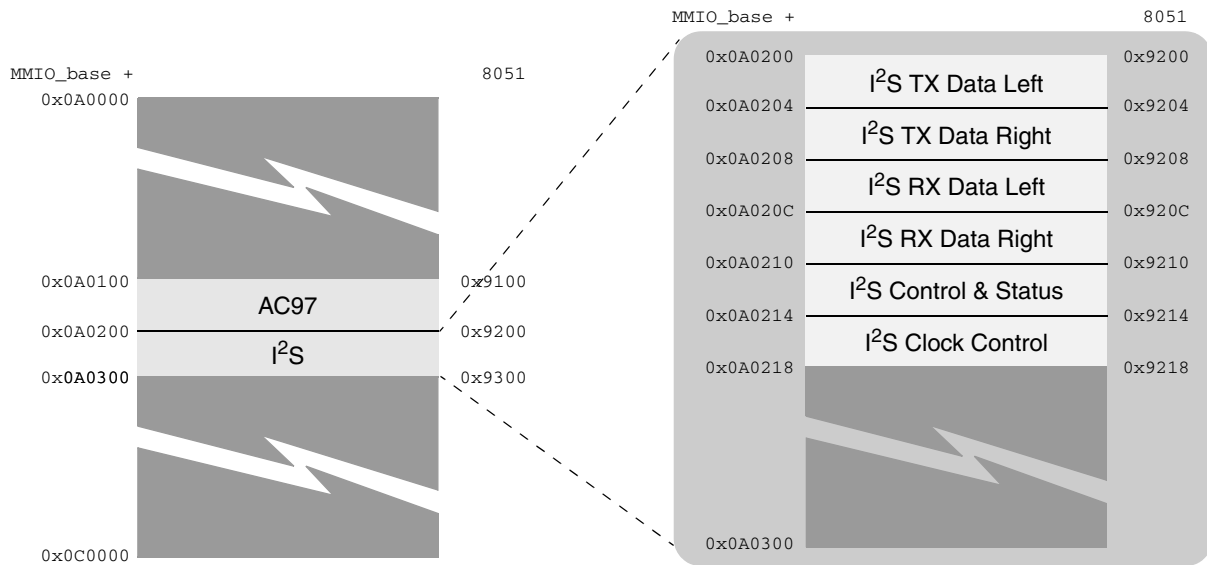 MMIO_base + 8051
0x0A0000
0x0A0100 0x9100
AC97
0x0A0200 0x9200
I²S
0x0A0300 0x9300
0x0C0000
MMIO_base + 8051
0x0A0200 0x9200
I²S TX Data Left
0x0A0204 0x9204
I²S TX Data Right
0x0A0208 0x9208
I²S RX Data Left
0x0A020C 0x920C
I²S RX Data Right
0x0A0210 0x9210
I²S Control & Status
0x0A0214 0x9214
I²S Clock Control
0x0A0218 0x9218
0x0A0300